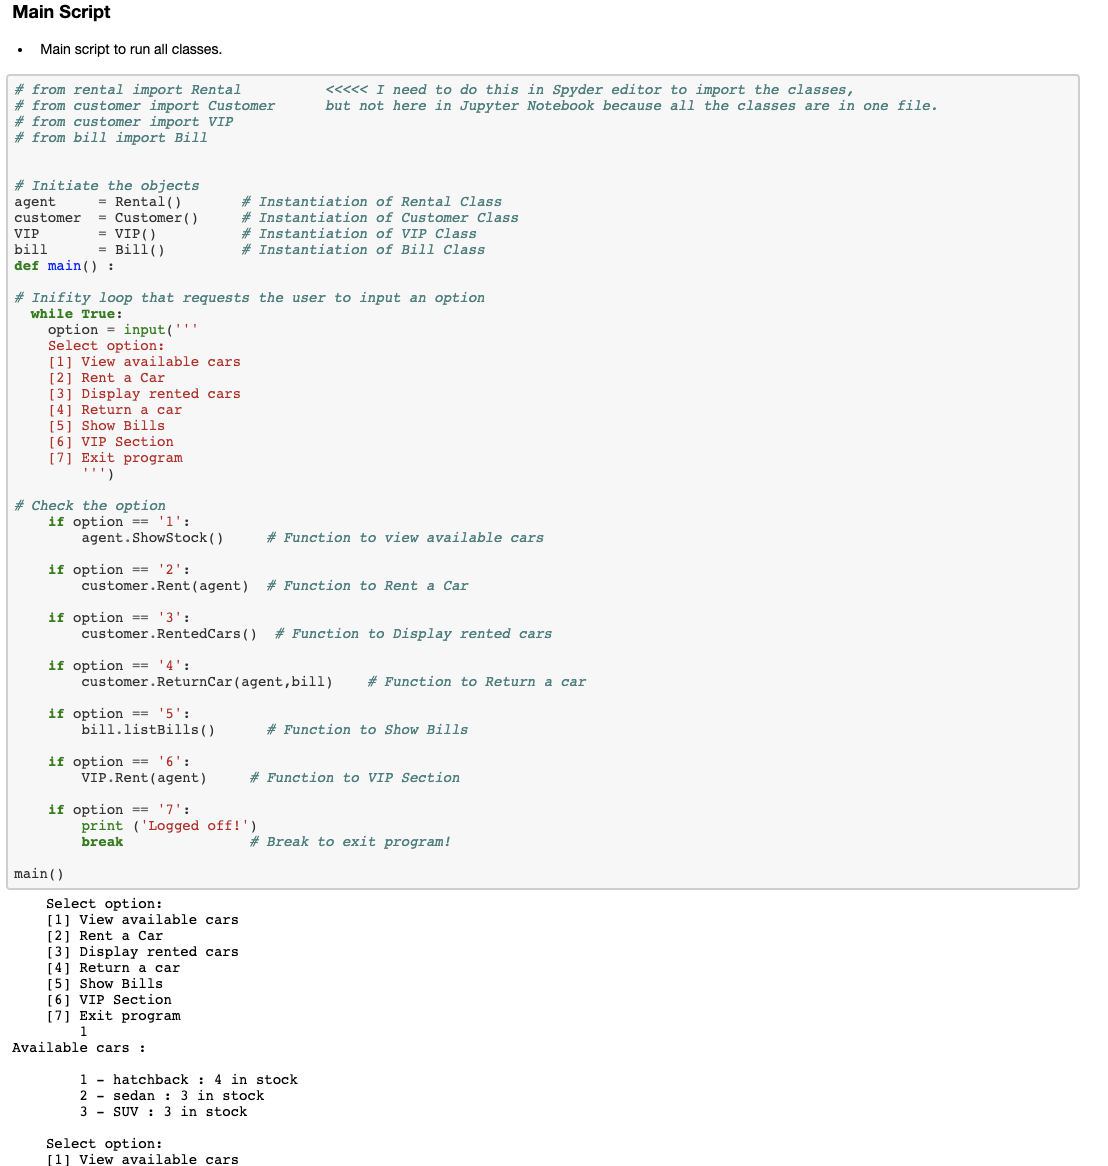 Main Script
• Main script to run all classes.
# from rental import Rental          <<<<< I need to do this in Spyder editor to import the classes,
# from customer import Customer      but not here in Jupyter Notebook because all the classes are in one file.
# from customer import VIP
# from bill import Bill
# Initiate the objects
agent     = Rental()       # Instantiation of Rental Class
customer  = Customer()     # Instantiation of Customer Class
VIP       = VIP()          # Instantiation of VIP Class
bill      = Bill()         # Instantiation of Bill Class
def main() :
# Inifity loop that requests the user to input an option
  while True:
    option = input('''
    Select option:
    [1] View available cars
    [2] Rent a Car
    [3] Display rented cars
    [4] Return a car
    [5] Show Bills
    [6] VIP Section
    [7] Exit program
        ''')
# Check the option
    if option == '1':
        agent.ShowStock()     # Function to view available cars
    if option == '2':
        customer.Rent(agent)  # Function to Rent a Car
    if option == '3':
        customer.RentedCars()  # Function to Display rented cars
    if option == '4':
        customer.ReturnCar(agent,bill)    # Function to Return a car
    if option == '5':
        bill.listBills()      # Function to Show Bills
    if option == '6':
        VIP.Rent(agent)     # Function to VIP Section
    if option == '7':
        print ('Logged off!')
        break               # Break to exit program!
main()
    Select option:
    [1] View available cars
    [2] Rent a Car
    [3] Display rented cars
    [4] Return a car
    [5] Show Bills
    [6] VIP Section
    [7] Exit program
        1
Available cars :
        1 - hatchback : 4 in stock
        2 - sedan : 3 in stock
        3 - SUV : 3 in stock
    Select option:
    [1] View available cars